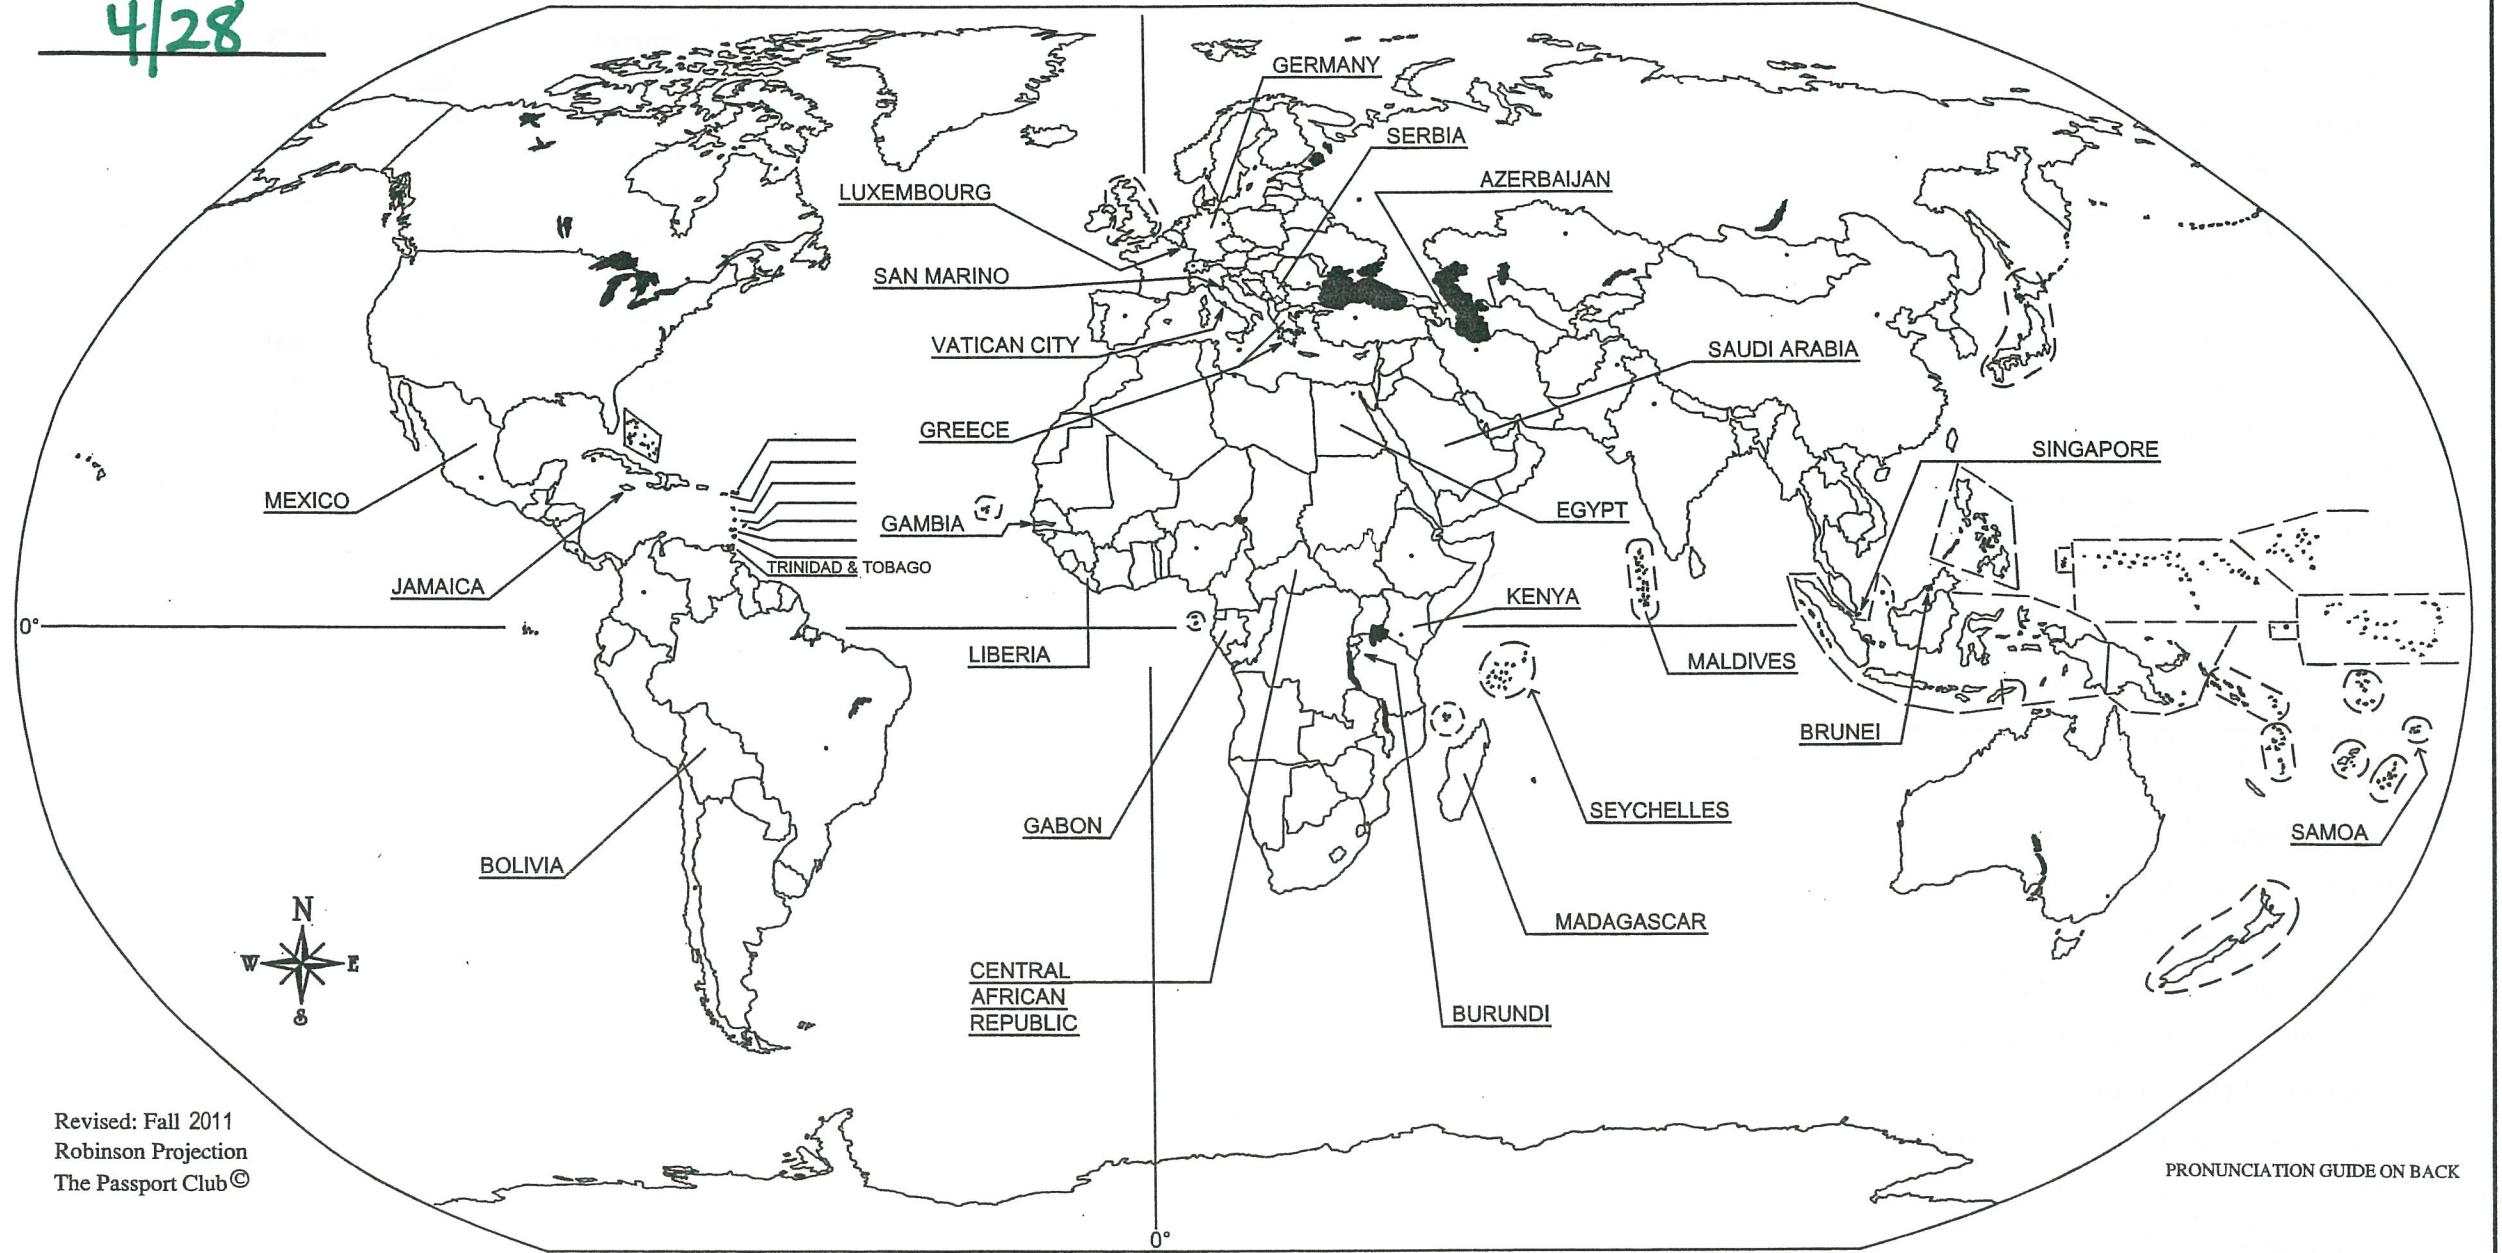 4/28
GERMANY
SERBIA
AZERBAIJAN
LUXEMBOURG
SAN MARINO
VATICAN CITY
SAUDI ARABIA
GREECE
SINGAPORE
MEXICO
GAMBIA
EGYPT
TRINIDAD & TOBAGO
JAMAICA
KENYA
0°
LIBERIA
MALDIVES
BRUNEI
SEYCHELLES
GABON
SAMOA
BOLIVIA
MADAGASCAR
N
W E
S
CENTRAL
AFRICAN
REPUBLIC
BURUNDI
Revised: Fall 2011
Robinson Projection
The Passport Club©
PRONUNCIATION GUIDE ON BACK
0°